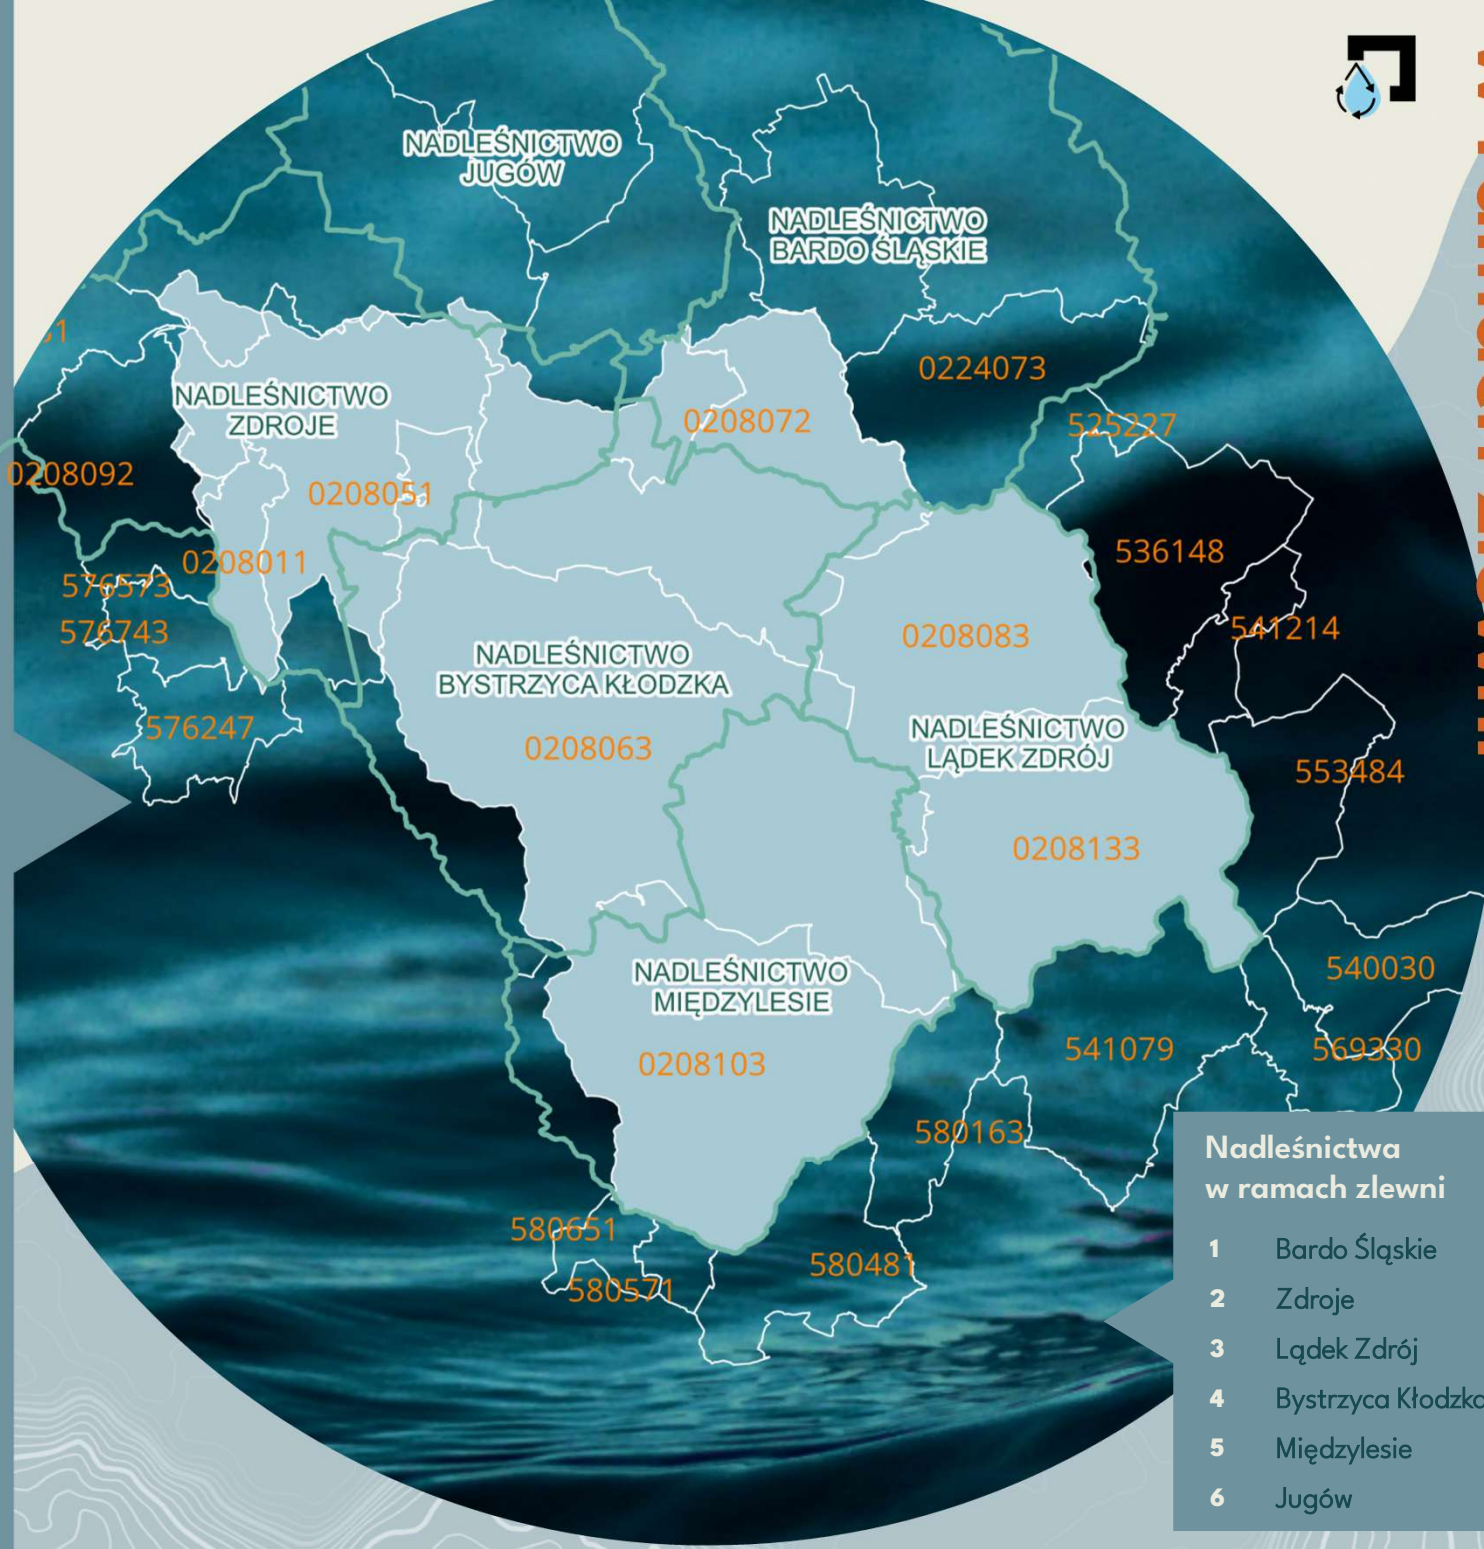 NADLEŚNICTWO
JUGÓW
NADLEŚNICTWO
BARDO ŚLĄSKIE
0224073
NADLEŚNICTWO
ZDROJE
0208072
525227
0208092
0208051
536148
0208011
576573
576743
541214
0208083
NADLEŚNICTWO
BYSTRZYCA KŁODZKA
576247
0208063
NADLEŚNICTWO
LĄDEK ZDRÓJ
553484
0208133
NADLEŚNICTWO
MIĘDZYLESIE
540030
0208103
541079
569330
580163
580651
580481
580571
Nadleśnictwa
w ramach zlewni
1 Bardo Śląskie
2 Zdroje
3 Lądek Zdrój
4 Bystrzyca Kłodzka
5 Międzylesie
6 Jugów